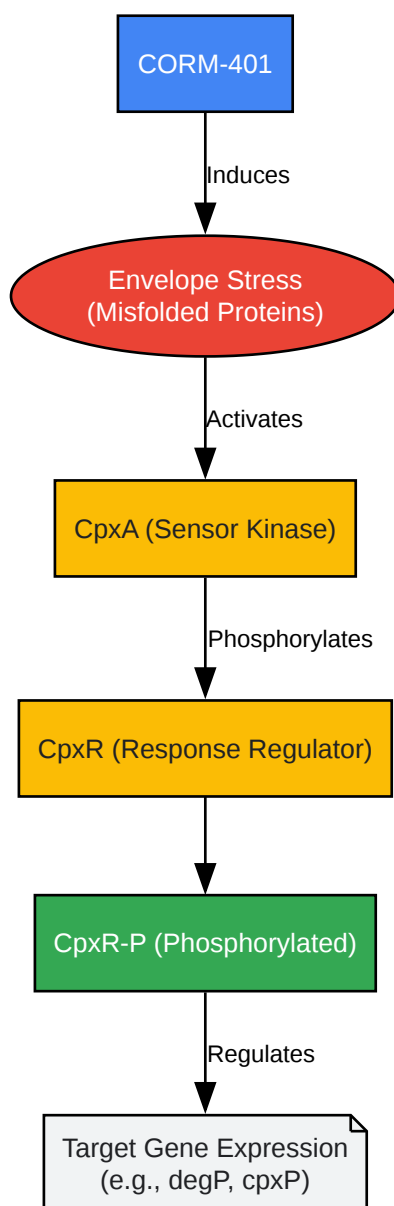 CORM-401
Induces
Envelope Stress
(Misfolded Proteins)
Activates
CpxA (Sensor Kinase)
Phosphorylates
CpxR (Response Regulator)
CpxR-P (Phosphorylated)
Regulates
Target Gene Expression
(e.g., degP, cpxP)